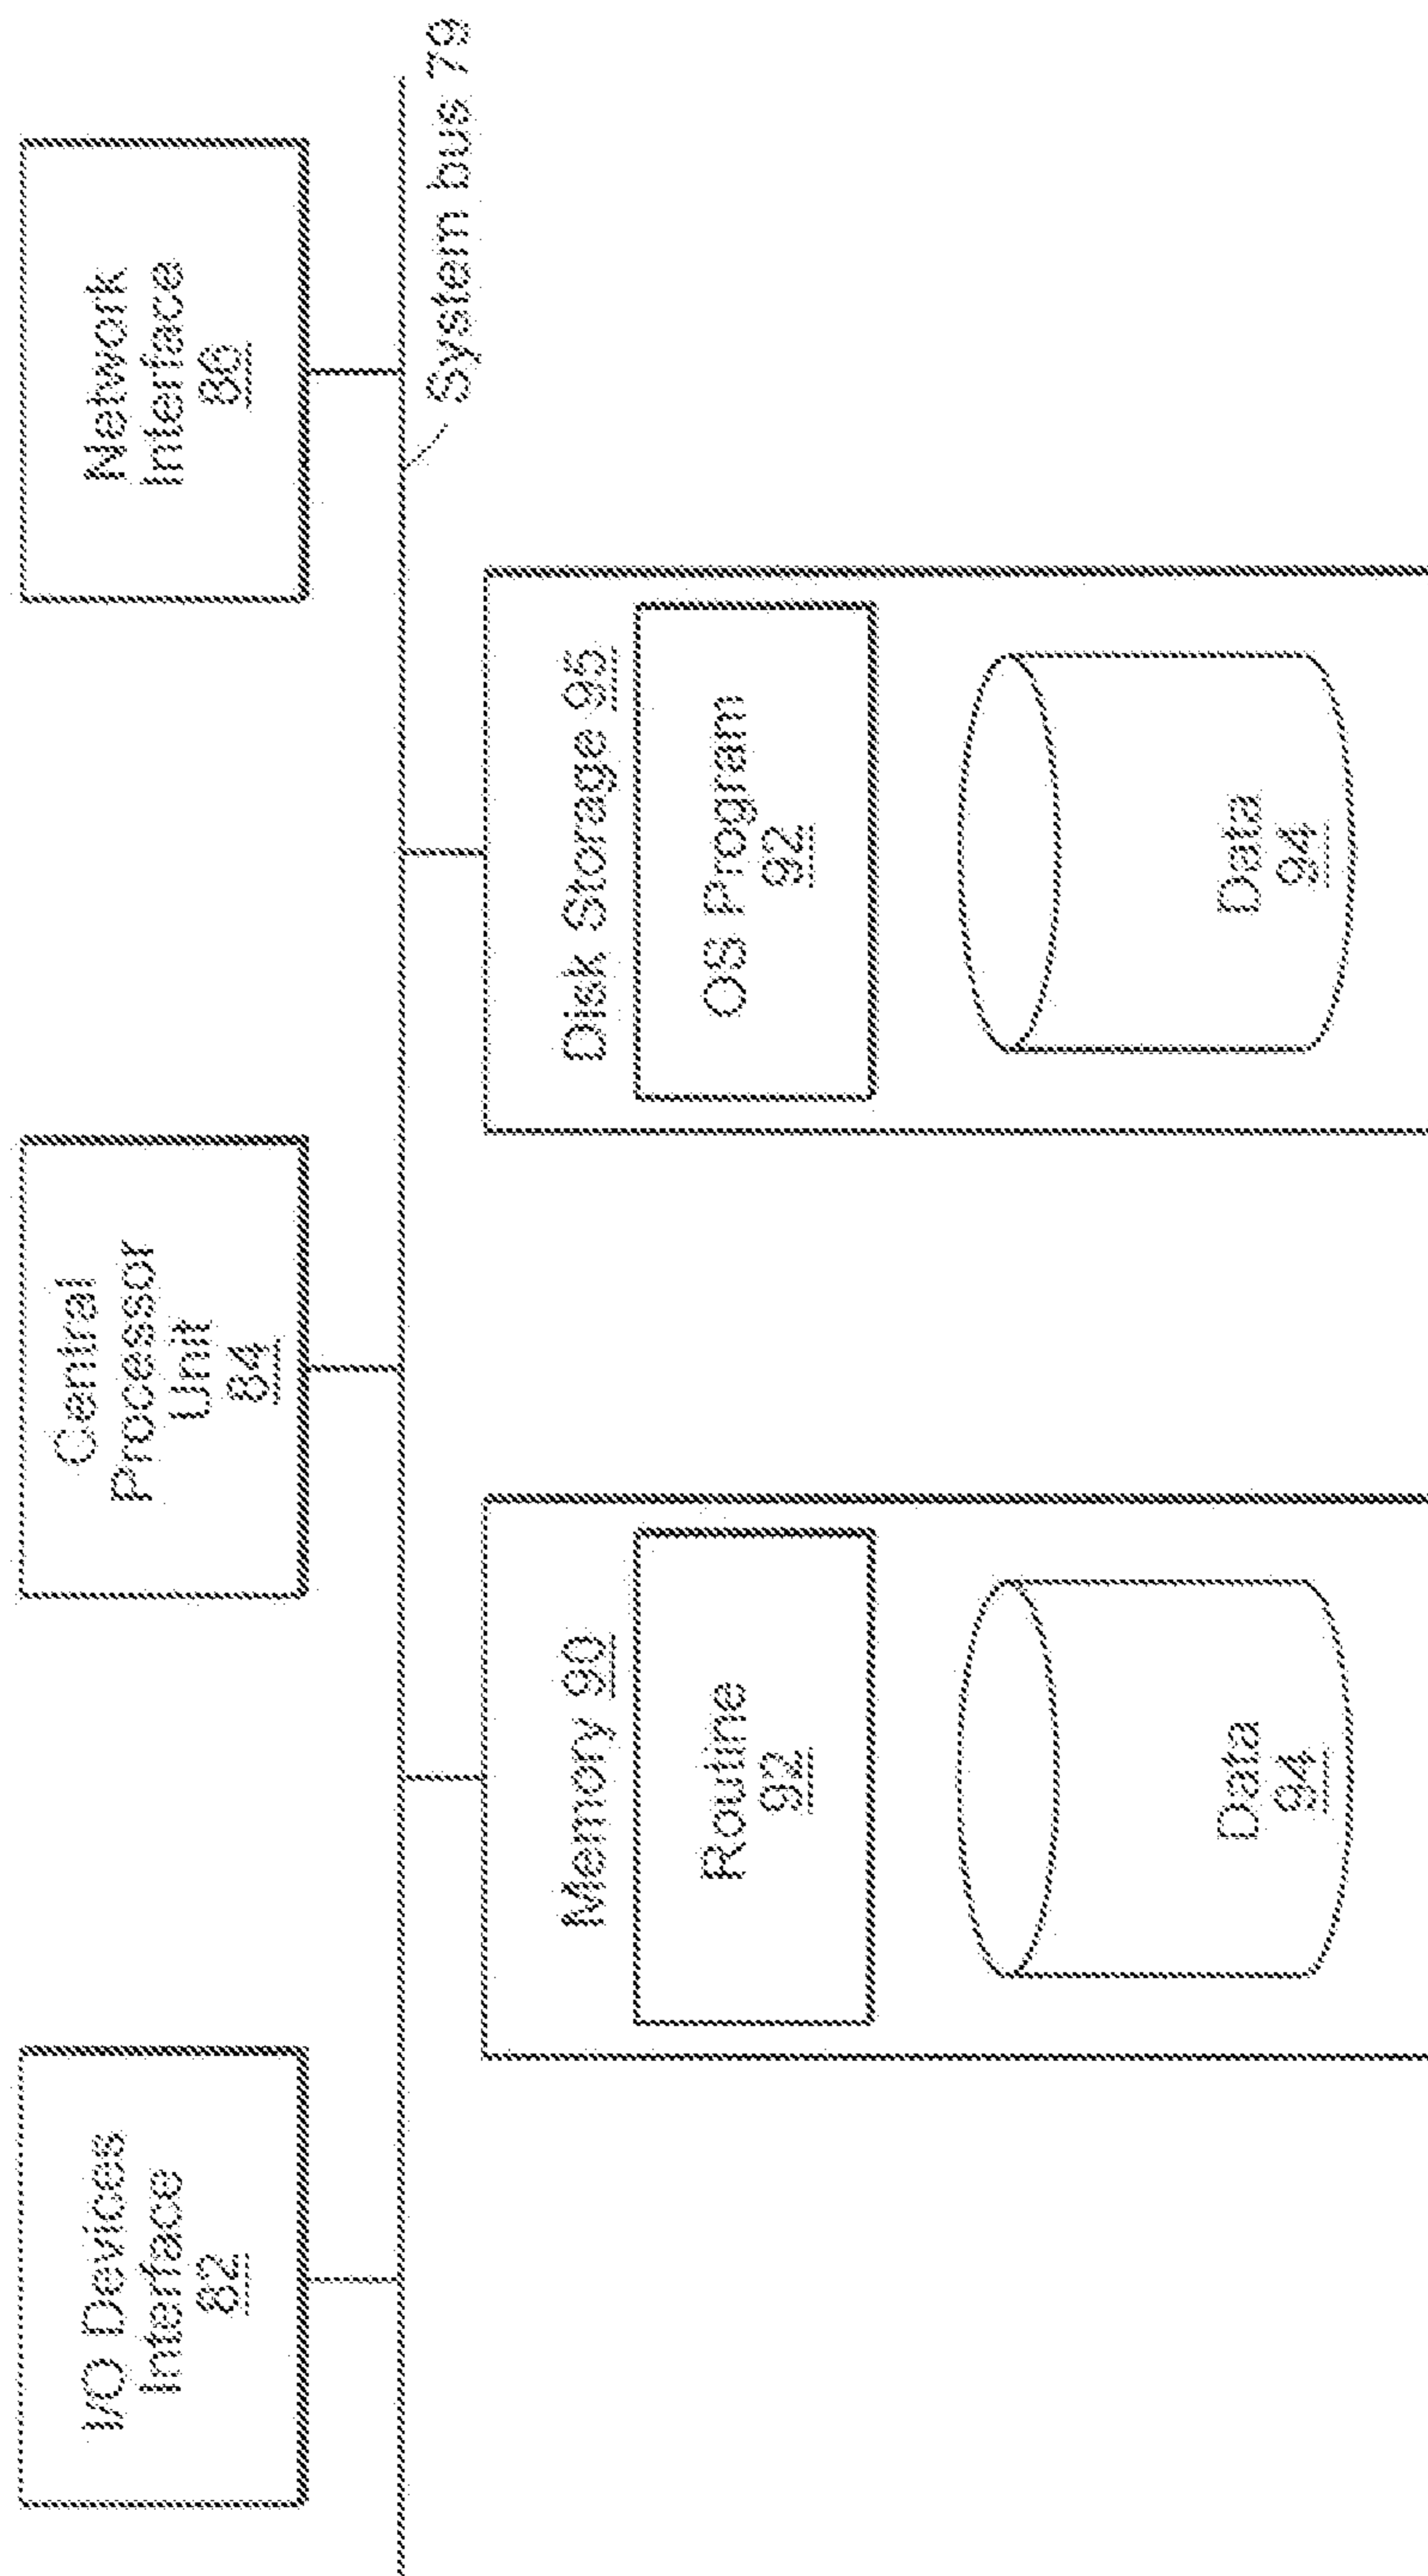 I/O Devices
Interface
82
Central
Processor
Unit
84
Network
Interface
86
System bus 79
Memory 90
Routine
92
Data
94
Disk Storage 95
OS Program
92
Data
94